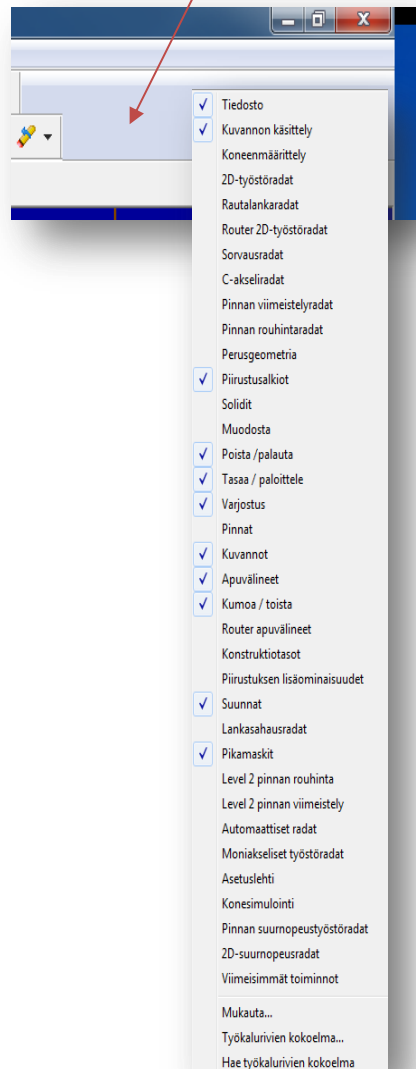 Tiedosto
Kuvannon käsittely
Koneenmäärittely
2D-työstöradat
Rautalankaradat
Router 2D-työstöradat
Sorvausradat
C-akseliradat
Pinnan viimeistelyradat
Pinnan rouhintaradat
Perusgeometria
Piirustusalkiot
Solidit
Muodosta
Poista /palauta
Tasaa / paloittele
Varjostus
Pinnat
Kuvannot
Apuvälineet
Kumoa / toista
Router apuvälineet
Konstruktiotasot
Piirustuksen lisäominaisuudet
Suunnat
Lankasahausradat
Pikamaskit
Level 2 pinnan rouhinta
Level 2 pinnan viimeistely
Automaattiset radat
Moniakseliset työstöradat
Asetuslehti
Konesimulointi
Pinnan suurnopeustyöstöradat
2D-suurnopeusradat
Viimeisimmät toiminnot
Mukauta...
Työkalurivien kokoelma...
Hae työkalurivien kokoelma